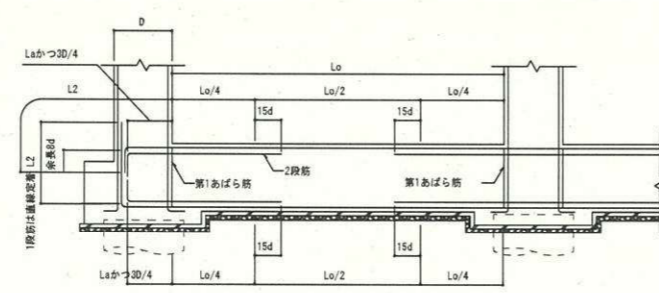 D
Laかつ3D/4
Lo
L2
Lo/4
Lo/2
Lo/4
15d
15d
1段筋は直線定着 L2
余長8d
2段筋
第1あばら筋
第1あばら筋
15d
15d
Laかつ3D/4
Lo/4
Lo/2
Lo/4